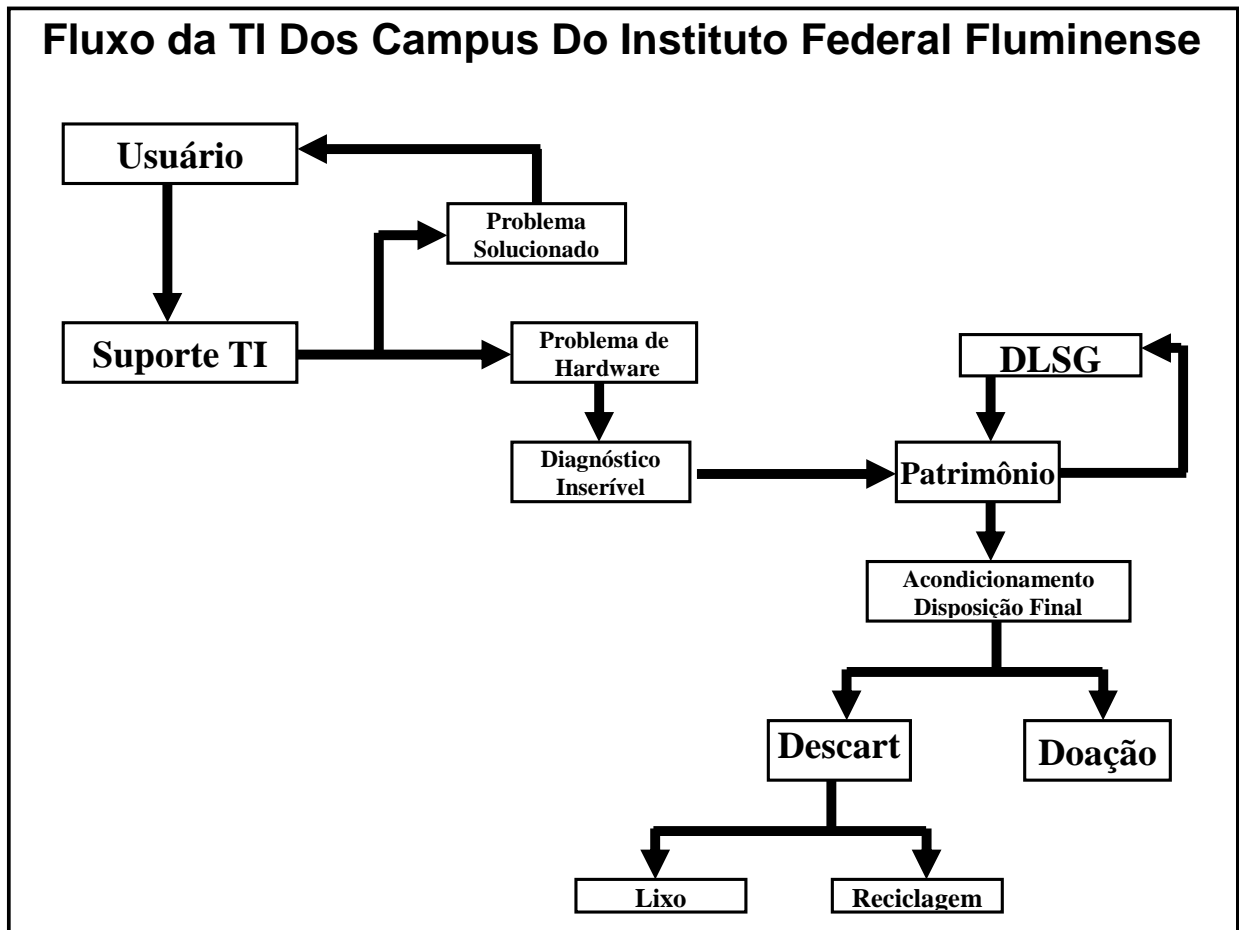 Fluxo da TI Dos Campus Do Instituto Federal Fluminense
Usuário
Problema
Solucionado
Suporte TI
Problema de
Hardware
DLSG
Diagnóstico
Inserível
Patrimônio
Acondicionamento
Disposição Final
Descart
Doação
Lixo
Reciclagem